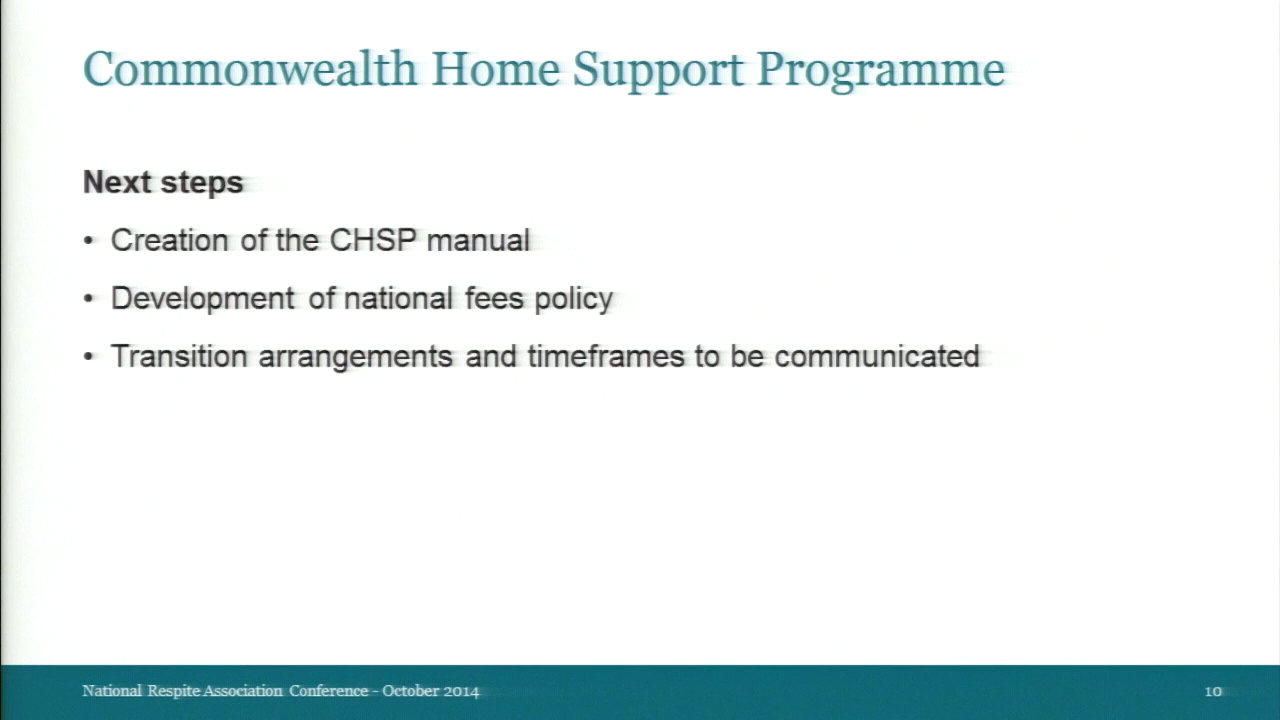 Commonwealth Home Support Programme
Next steps
• Creation of the CHSP manual
• Development of national fees policy
• Transition arrangements and timeframes to be communicated
National Respite Association Conference - October 2014
10